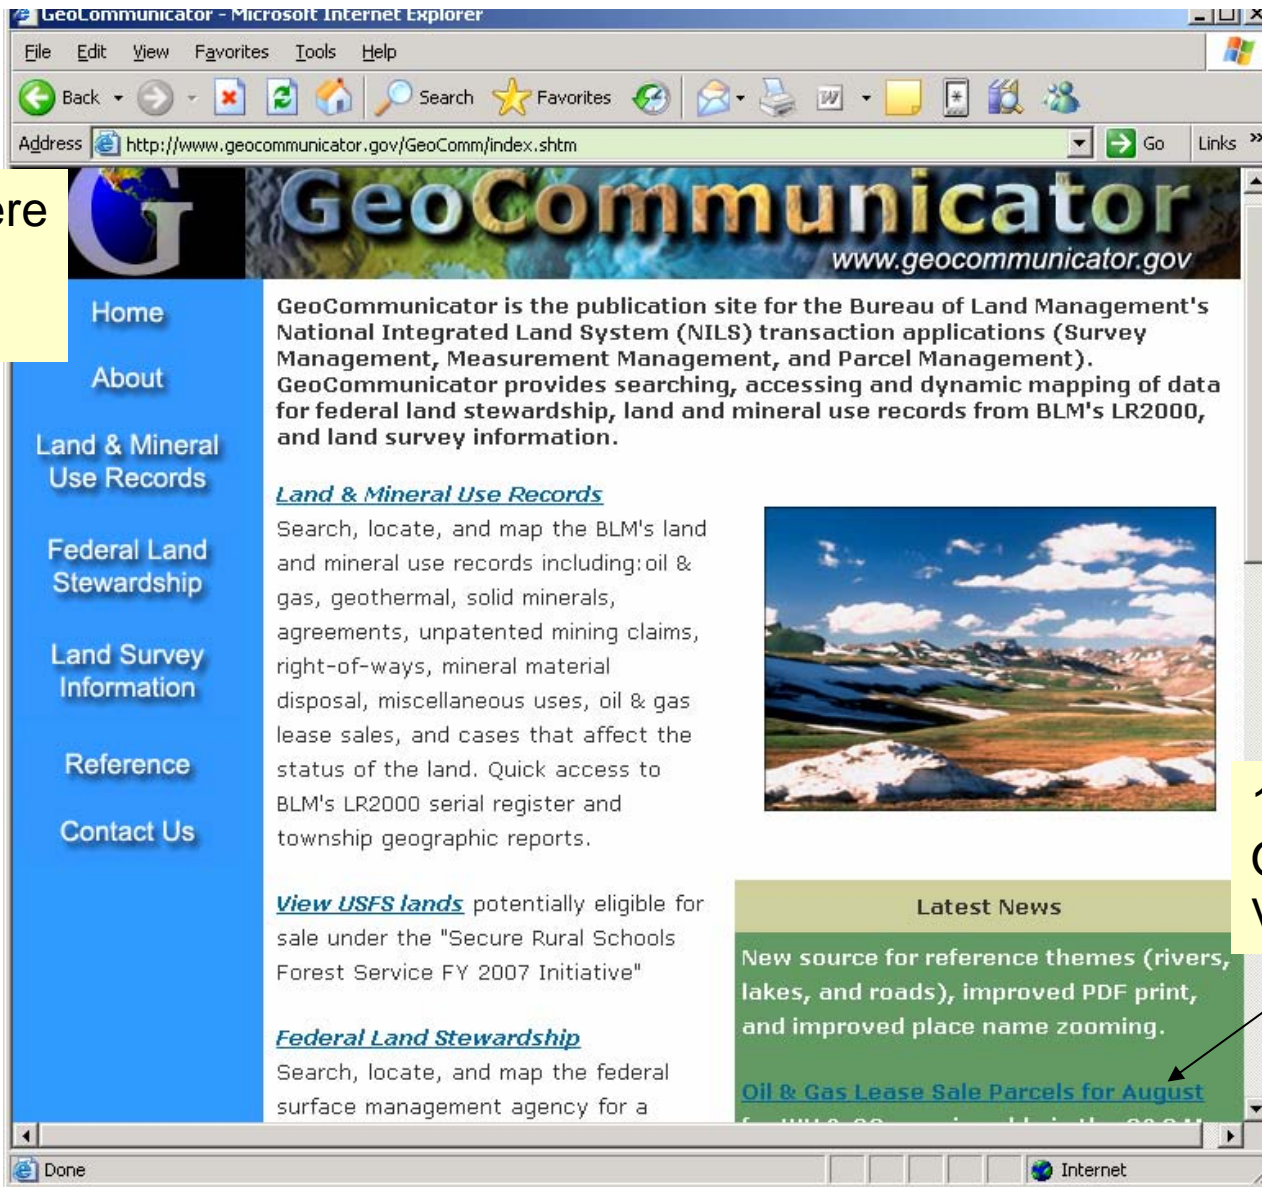 GeoCommunicator - Microsoft Internet Explorer
File Edit View Favorites Tools Help
Back Search Favorites
Address http://www.geocommunicator.gov/GeoComm/index.shtm Go Links »
GeoCommunicator
www.geocommunicator.gov
Home
About
Land & Mineral
Use Records
Federal Land
Stewardship
Land Survey
Information
Reference
Contact Us
GeoCommunicator is the publication site for the Bureau of Land Management's
National Integrated Land System (NILS) transaction applications (Survey
Management, Measurement Management, and Parcel Management).
GeoCommunicator provides searching, accessing and dynamic mapping of data
for federal land stewardship, land and mineral use records from BLM's LR2000,
and land survey information.
Land & Mineral Use Records
Search, locate, and map the BLM's land
and mineral use records including:oil &
gas, geothermal, solid minerals,
agreements, unpatented mining claims,
right-of-ways, mineral material
disposal, miscellaneous uses, oil & gas
lease sales, and cases that affect the
status of the land. Quick access to
BLM's LR2000 serial register and
township geographic reports.
View USFS lands potentially eligible for
sale under the "Secure Rural Schools
Forest Service FY 2007 Initiative"
Federal Land Stewardship
Search, locate, and map the federal
surface management agency for a
Latest News
New source for reference themes (rivers,
lakes, and roads), improved PDF print,
and improved place name zooming.
Oil & Gas Lease Sale Parcels for August
Done Internet